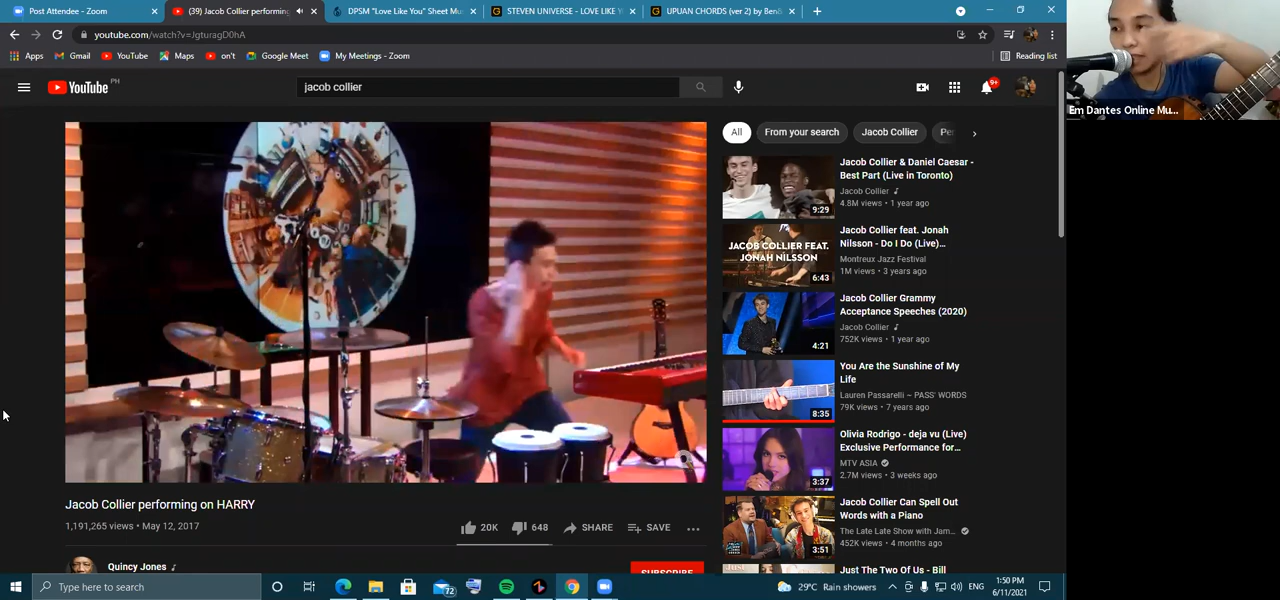 Post Attendee - Zoom
(39) Jacob Collier performing
DPSM "Love Like You" Sheet Mus
STEVEN UNIVERSE - LOVE LIKE Y
UPUAN CHORDS (ver 2) by Ben&
youtube.com/watch?v=JgturagD0hA
Apps
Gmail
YouTube
Maps
on't
Google Meet
My Meetings - Zoom
Reading list
YouTube PH
jacob collier
9+
Em Dantes Online Mu...
All
From your search
Jacob Collier
Per
Jacob Collier & Daniel Caesar -
Best Part (Live in Toronto)
Jacob Collier
4.8M views • 1 year ago
9:29
Jacob Collier feat. Jonah
Nilsson - Do I Do (Live)...
Montreux Jazz Festival
1M views • 3 years ago
JACOB COLLIER FEAT.
JONAH NILSSON
6:43
Jacob Collier Grammy
Acceptance Speeches (2020)
Jacob Collier
752K views • 1 year ago
4:21
You Are the Sunshine of My
Life
Lauren Passarelli – PASS' WORDS
79K views • 7 years ago
8:35
Olivia Rodrigo - deja vu (Live)
Exclusive Performance for...
MTV ASIA
2.7M views • 3 weeks ago
3:37
Jacob Collier Can Spell Out
Words with a Piano
The Late Late Show with Jam...
452K views • 4 months ago
3:51
Just The Two Of Us - Bill
Jacob Collier performing on HARRY
1,191,265 views • May 12, 2017
20K
648
SHARE
SAVE
Quincy Jones
SUBSCRIBE
Type here to search
72
29°C Rain showers
ENG
1:50 PM
6/11/2021